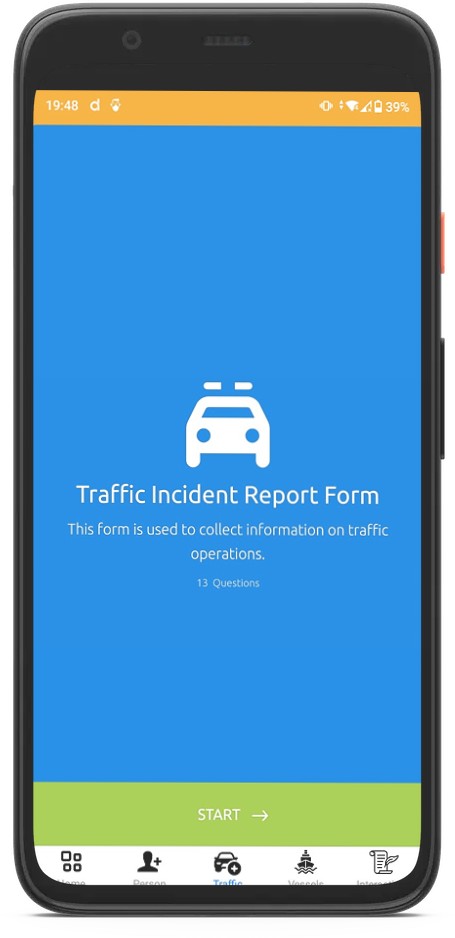 19:48
39%
Traffic Incident Report Form
This form is used to collect information on traffic
operations.
13 Questions
START →
Home
Person
Traffic
Vessels